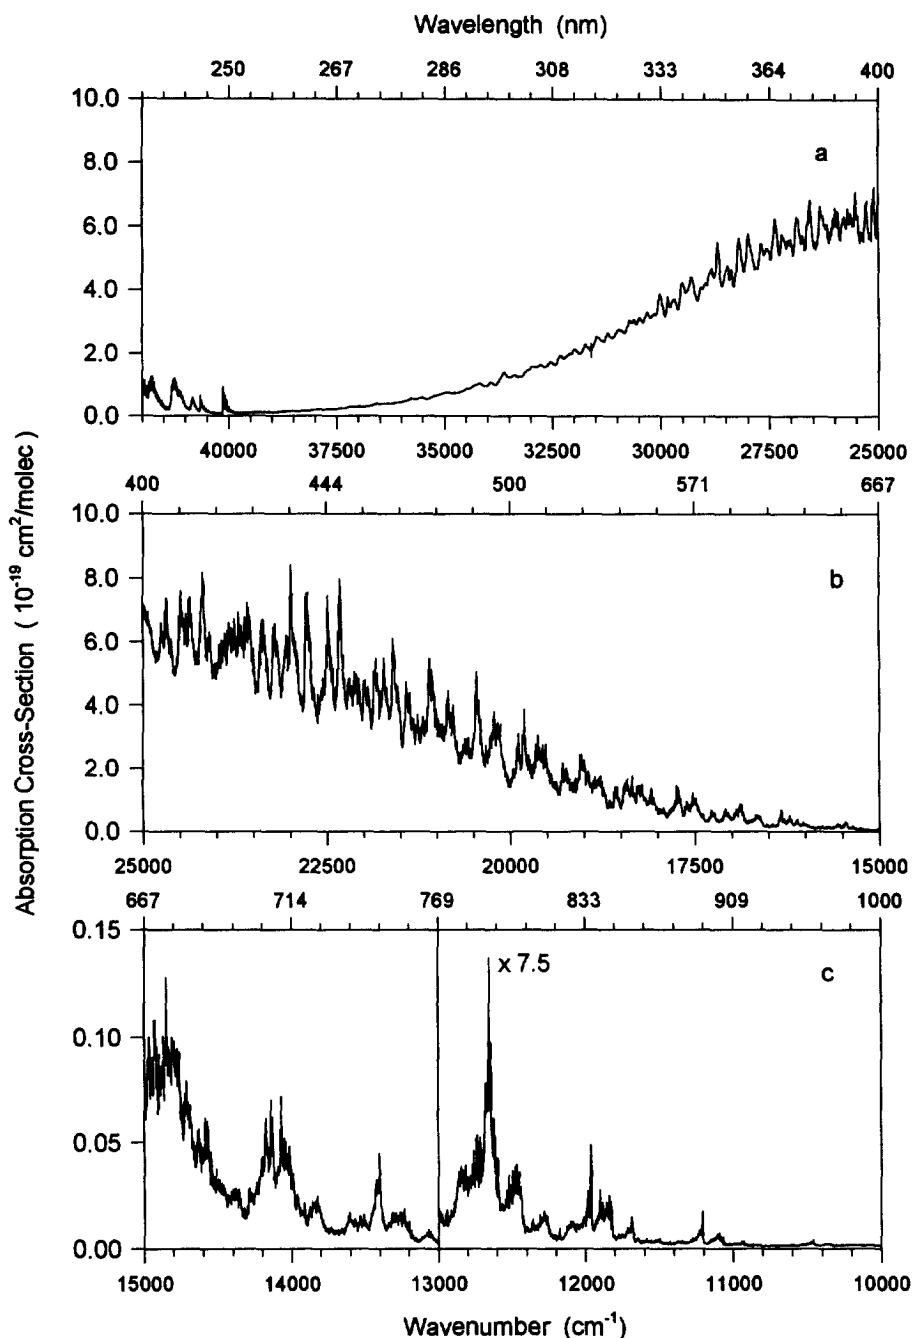 Wavelength (nm)
250 267 286 308 333 364 400
10.0
a
8.0
6.0
4.0
2.0
0.0
40000 37500 35000 32500 30000 27500 25000
400 444 500 571 667
10.0
b
8.0
6.0
4.0
2.0
0.0
25000 22500 20000 17500 15000
667 714 769 833 909 1000
0.15
x 7.5
c
0.10
0.05
0.00
15000 14000 13000 12000 11000 10000
Wavenumber (cm⁻¹)
Absorption Cross-Section ( 10⁻¹⁹ cm²/molec )